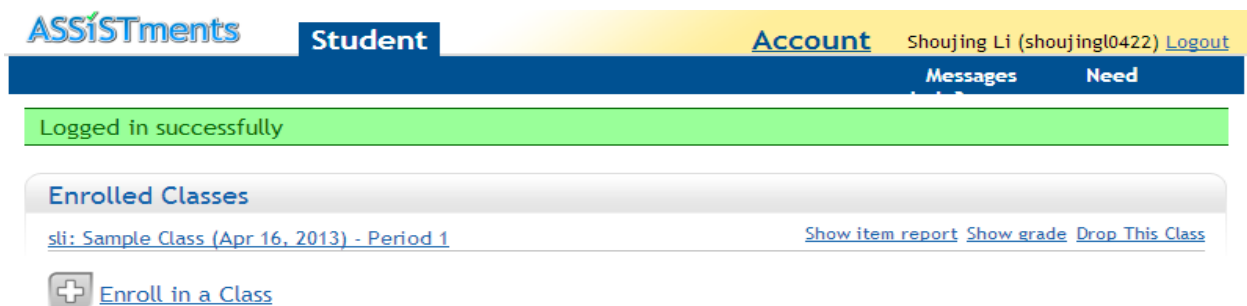 ASSiSTments
Student
Account Shoujing Li (shoujingl0422) Logout
Messages Need
Logged in successfully
Enrolled Classes
sli: Sample Class (Apr 16, 2013) - Period 1 Show item report Show grade Drop This Class
Enroll in a Class